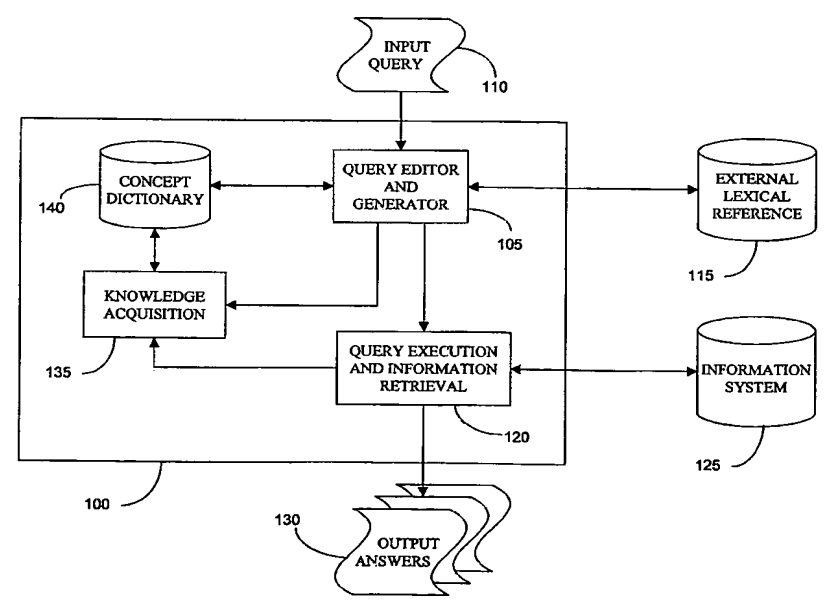 INPUT
QUERY
110
CONCEPT
DICTIONARY
140
QUERY EDITOR
AND
GENERATOR
105
EXTERNAL
LEXICAL
REFERENCE
115
KNOWLEDGE
ACQUISITION
135
QUERY EXECUTION
AND INFORMATION
RETRIEVAL
120
INFORMATION
SYSTEM
125
100
130
OUTPUT
ANSWERS